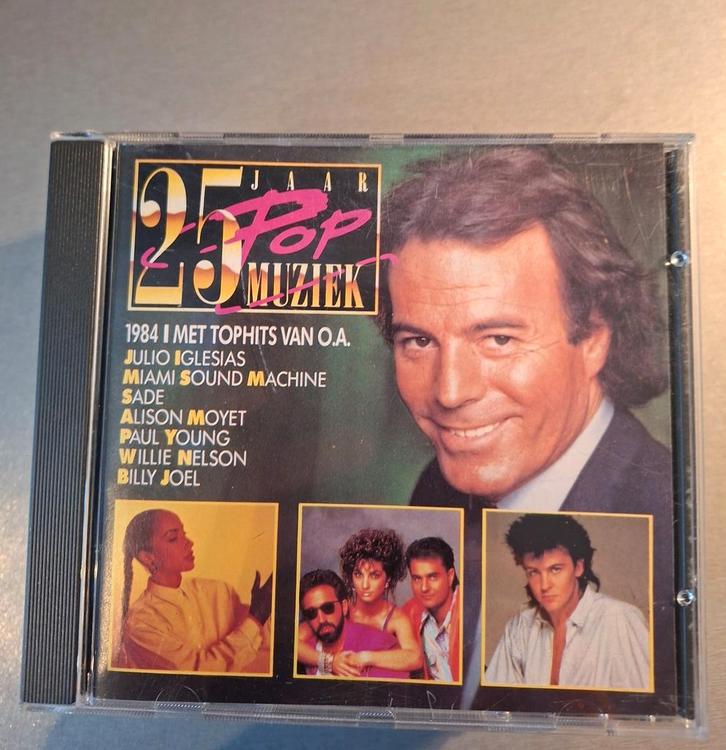 25 JAAR
Pop
MUZIEK
1984 I MET TOPHITS VAN O.A.
JULIO IGLESIAS
MIAMI SOUND MACHINE
SADE
ALISON MOYET
PAUL YOUNG
WILLIE NELSON
BILLY JOEL